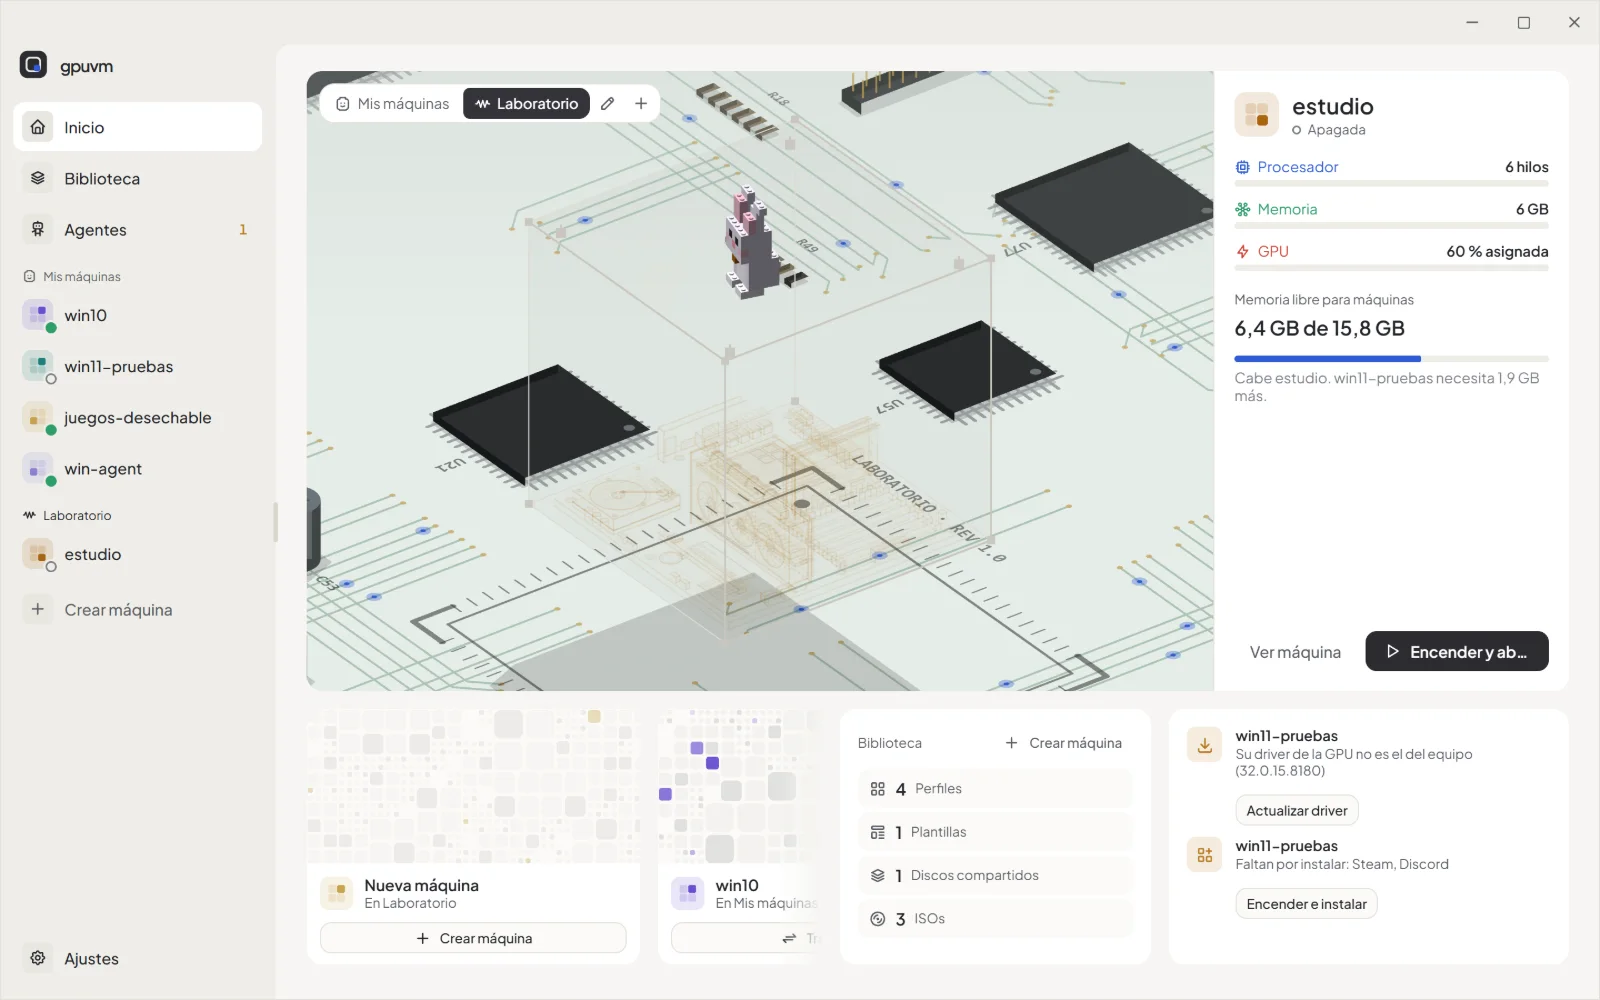 gpuvm
Inicio
Biblioteca
Agentes 1
Mis máquinas
win10
win11-pruebas
juegos-desechable
win-agent
Laboratorio
estudio
Crear máquina
Ajustes
Mis máquinas
Laboratorio
R18
R49
U77
U57
U21
C53
LABORATORIO · REV 1.0
estudio
Apagada
Procesador 6 hilos
Memoria 6 GB
GPU 60 % asignada
Memoria libre para máquinas
6,4 GB de 15,8 GB
Cabe estudio. win11-pruebas necesita 1,9 GB
más.
Ver máquina
Encender y ab...
Nueva máquina
En Laboratorio
Crear máquina
win10
En Mis máquinas
Biblioteca
Crear máquina
4 Perfiles
1 Plantillas
1 Discos compartidos
3 ISOs
win11-pruebas
Su driver de la GPU no es el del equipo
(32.0.15.8180)
Actualizar driver
win11-pruebas
Faltan por instalar: Steam, Discord
Encender e instalar